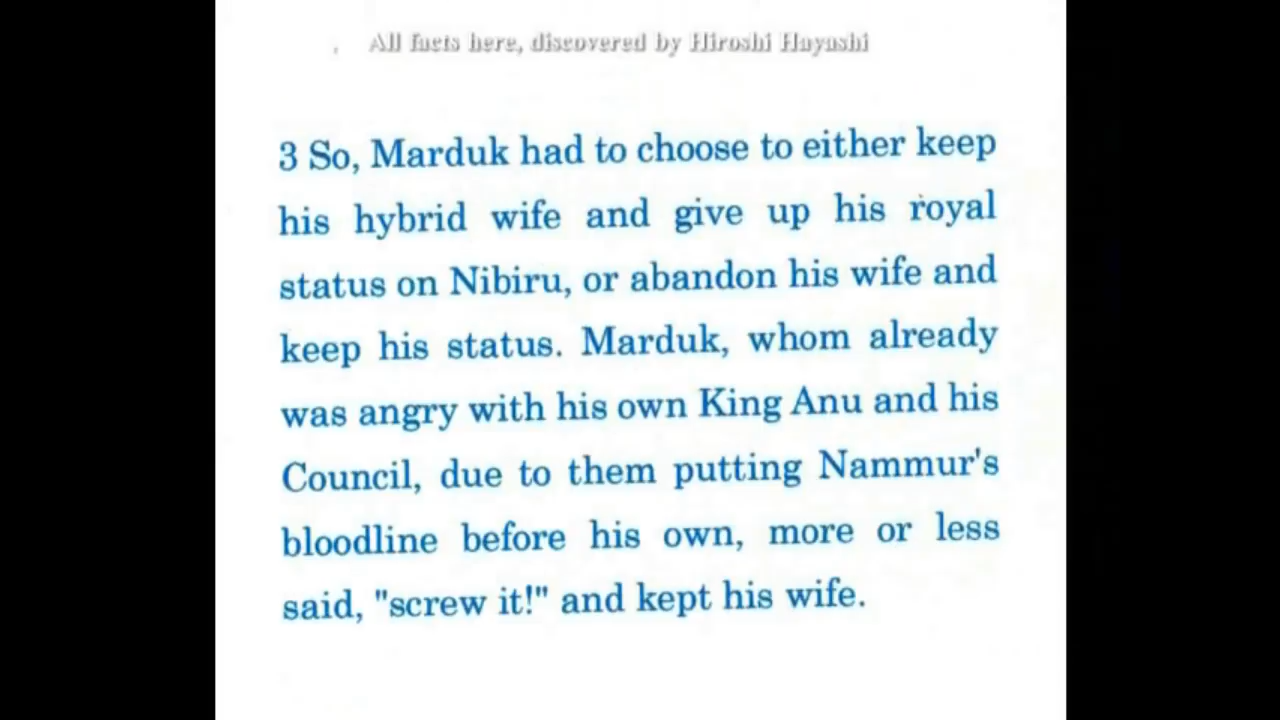 All facts here, discovered by Hiroshi Hayashi
3 So, Marduk had to choose to either keep
his hybrid wife and give up his royal
status on Nibiru, or abandon his wife and
keep his status. Marduk, whom already
was angry with his own King Anu and his
Council, due to them putting Nammur's
bloodline before his own, more or less
said, "screw it!" and kept his wife.